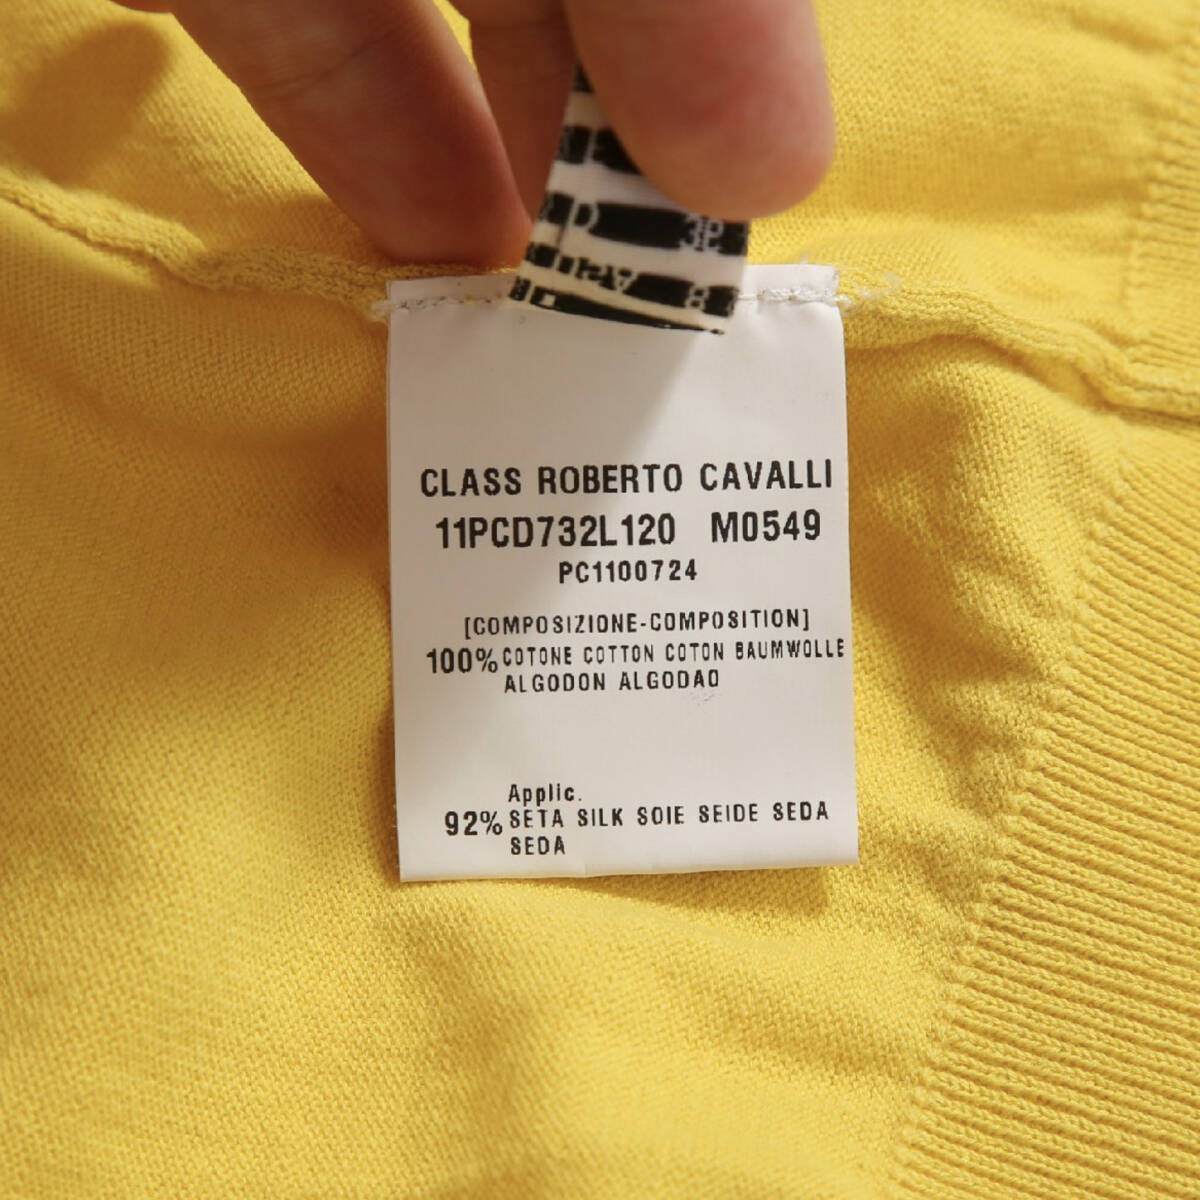 CLASS ROBERTO CAVALLI
11PCD732L120 M0549
PC1100724
[COMPOSIZIONE-COMPOSITION]
100% COTONE COTTON COTON BAUMWOLLE
ALGODON ALGODAO
Applic.
92% SETA SILK SOIE SEIDE SEDA
SEDA